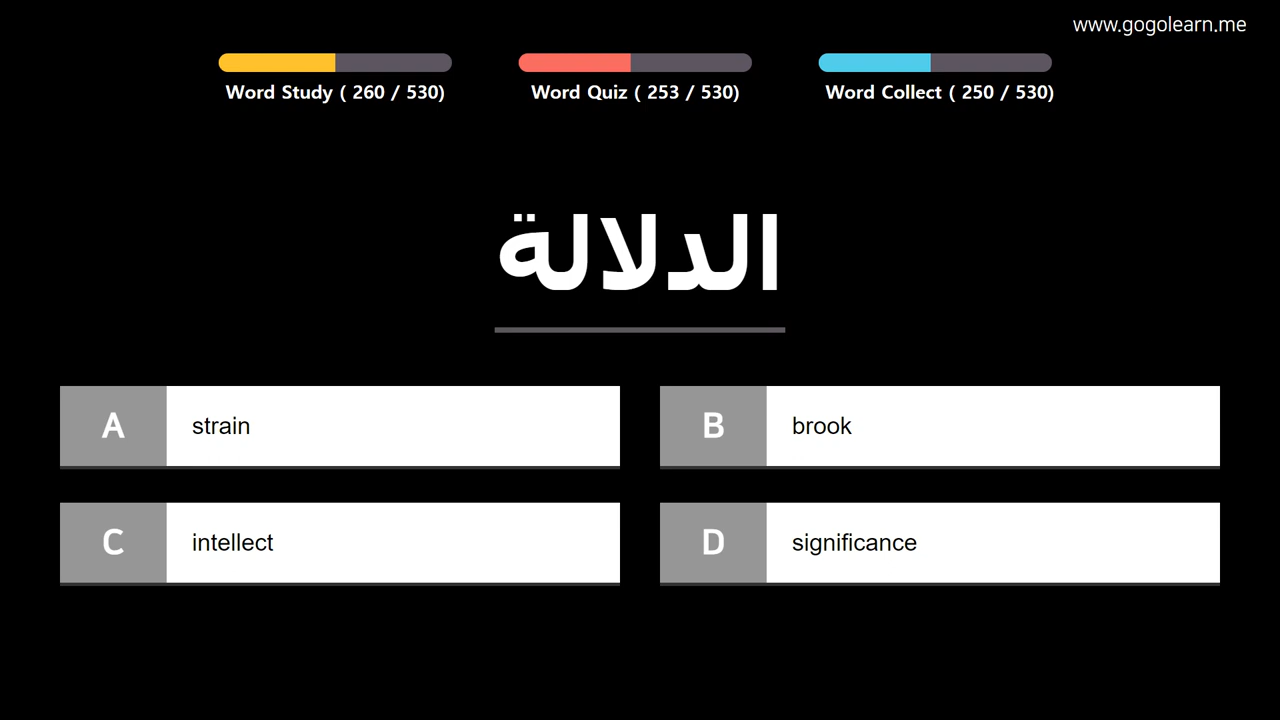 www.gogolearn.me
Word Study ( 260 / 530)
Word Quiz ( 253 / 530)
Word Collect ( 250 / 530)
الدلالة
A strain
B brook
C intellect
D significance